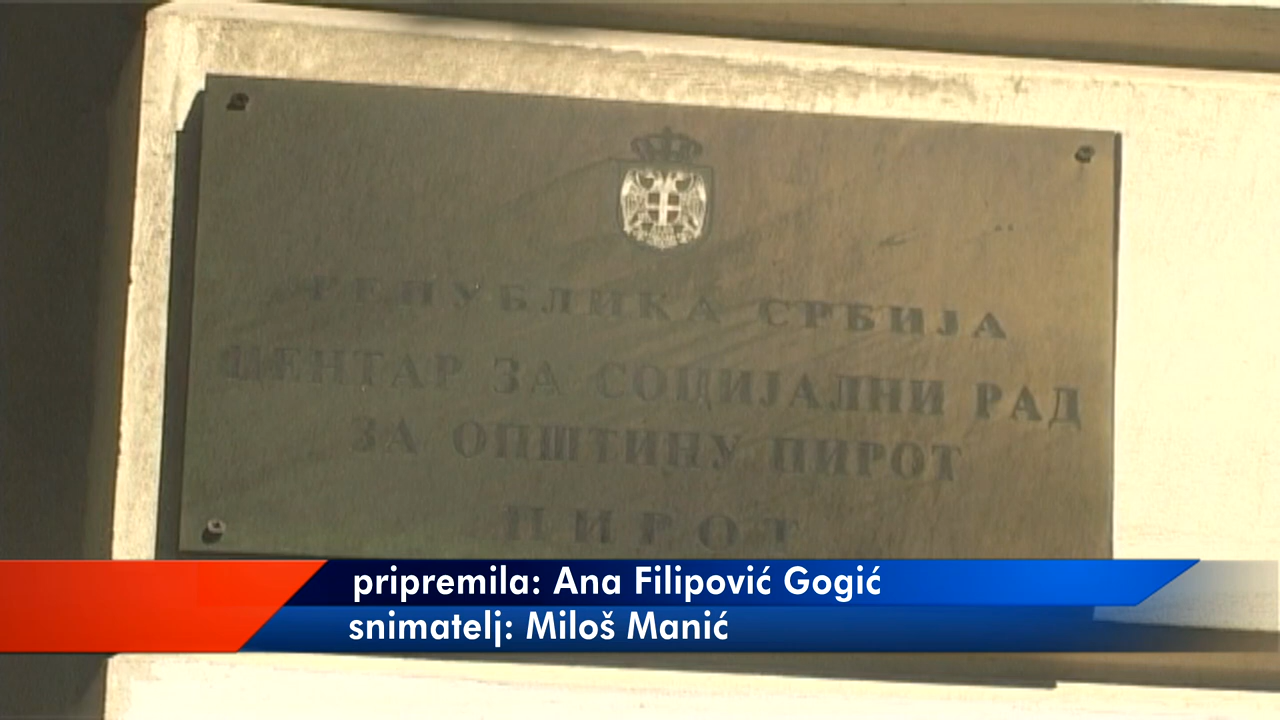 РЕПУБЛИКА СРБИЈА
ЦЕНТАР ЗА СОЦИЈАЛНИ РАД
ЗА ОПШТИНУ ПИРОТ
ПИРОТ
pripremila: Ana Filipović Gogić
snimatelj: Miloš Manić